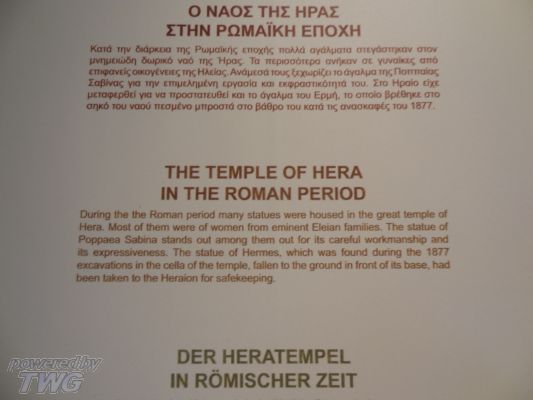 Ο ΝΑΟΣ ΤΗΣ ΗΡΑΣ
ΣΤΗΝ ΡΩΜΑΪΚΗ ΕΠΟΧΗ
Κατά την διάρκεια της Ρωμαϊκής εποχής πολλά αγάλματα στεγάστηκαν στον
μνημειώδη δωρικό ναό της Ήρας. Τα περισσότερα ανήκαν σε γυναίκες από
επιφανείς οικογένειες της Ηλείας. Ανάμεσά τους ξεχωρίζει το άγαλμα της Ποππαίας
Σαβίνας για την επιμελημένη εργασία και εκφραστικότητά του. Στο Ηραίο είχε
μεταφερθεί για να προστατευθεί και το άγαλμα του Ερμή, το οποίο βρέθηκε στο
σηκό του ναού πεσμένο μπροστά στο βάθρο του κατά τις ανασκαφές του 1877.
THE TEMPLE OF HERA
IN THE ROMAN PERIOD
During the the Roman period many statues were housed in the great temple of
Hera. Most of them were of women from eminent Eleian families. The statue of
Poppaea Sabina stands out among them out for its careful workmanship and
its expressiveness. The statue of Hermes, which was found during the 1877
excavations in the cella of the temple, fallen to the ground in front of its base, had
been taken to the Heraion for safekeeping.
DER HERATEMPEL
IN RÖMISCHER ZEIT
powered by
TWG